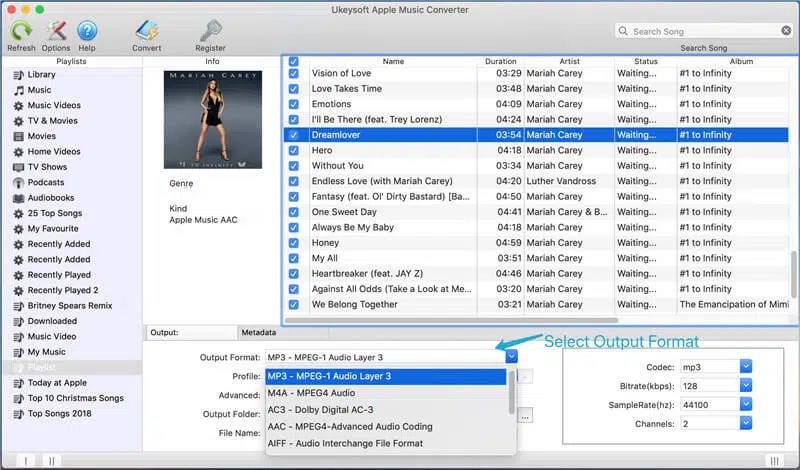 Ukeysoft Apple Music Converter
Refresh Options Help Convert Register
Search Song
Search Song
Playlists Info Name Duration Artist Status Album
Library
Music
Music Videos
TV & Movies
Movies
Home Videos
TV Shows
Podcasts
Audiobooks
25 Top Songs
My Favourite
Recently Added
Recently Added
Recently Played
Recently Played 2
Britney Spears Remix
Downloaded
Music Video
My Music
Playlist
Today at Apple
Top 10 Christmas Songs
Top Songs 2018
MARIAH CAREY
#1 TO INFINITY
Genre
Kind
Apple Music AAC
Vision of Love 03:29 Mariah Carey Waiting... #1 to Infinity
Love Takes Time 03:48 Mariah Carey Waiting... #1 to Infinity
Emotions 04:09 Mariah Carey Waiting... #1 to Infinity
I'll Be There (feat. Trey Lorenz) 04:24 Mariah Carey Waiting... #1 to Infinity
Dreamlover 03:54 Mariah Carey Waiting... #1 to Infinity
Hero 04:18 Mariah Carey Waiting... #1 to Infinity
Without You 03:34 Mariah Carey Waiting... #1 to Infinity
Endless Love (with Mariah Carey) 04:20 Luther Vandross Waiting... #1 to Infinity
Fantasy (feat. Ol' Dirty Bastard) [Ba... 04:50 Mariah Carey Waiting... #1 to Infinity
One Sweet Day 04:41 Mariah Carey & B... Waiting... #1 to Infinity
Always Be My Baby 04:18 Mariah Carey Waiting... #1 to Infinity
Honey 04:59 Mariah Carey Waiting... #1 to Infinity
My All 03:51 Mariah Carey Waiting... #1 to Infinity
Heartbreaker (feat. JAY Z) 04:46 Mariah Carey Waiting... #1 to Infinity
Against All Odds (Take a Look at Me... 03:20 Mariah Carey Waiting... #1 to Infinity
We Belong Together 03:21 Mariah Carey Waiting... The Emancipation of Mimi
Output: Metadata
Select Output Format
Output Format: MP3 - MPEG-1 Audio Layer 3
Profile: MP3 - MPEG-1 Audio Layer 3
Advanced: M4A - MPEG4 Audio
AC3 - Dolby Digital AC-3
Output Folder: ...
AAC - MPEG4-Advanced Audio Coding
File Name: AIFF - Audio Interchange File Format
Codec: mp3
Bitrate(kbps): 128
SampleRate(hz): 44100
Channels: 2